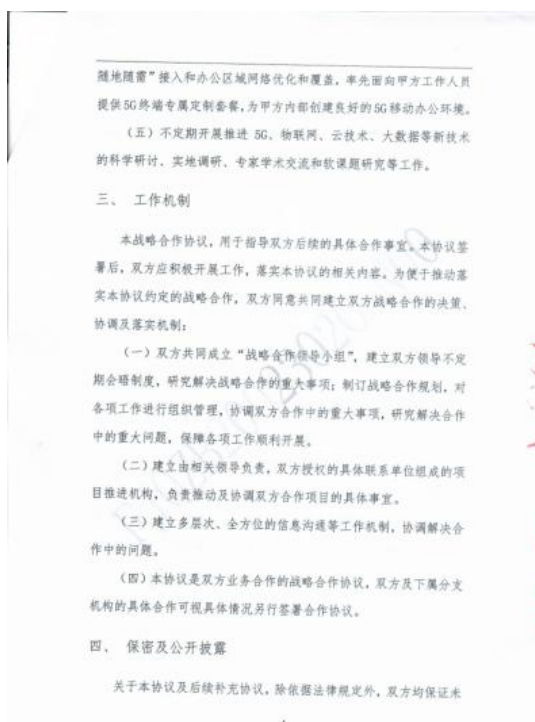 随地随需”接入和办公区域网络优化和覆盖，率先面向甲方工作人员
提供5G终端专属定制套餐，为甲方内部创建良好的5G移动办公环境。
（五）不定期开展推进 5G、物联网、云技术、大数据等新技术
的科学研讨、实地调研、专家学术交流和软课题研究等工作。
三、 工作机制
本战略合作协议，用于指导双方后续的具体合作事宜。本协议签
署后，双方应积极开展工作，落实本协议的相关内容。为便于推动落
实本协议约定的战略合作，双方同意共同建立双方战略合作的决策、
协调及落实机制：
（一）双方共同成立“战略合作领导小组”，建立双方领导不定
期会晤制度，研究解决战略合作的重大事项；制订战略合作规划，对
各项工作进行组织管理，协调双方合作中的重大事项，研究解决合作
中的重大问题，保障各项工作顺利开展。
（二）建立由相关领导负责，双方授权的具体联系单位组成的项
目推进机构，负责推动及协调双方合作项目的具体事宜。
（三）建立多层次、全方位的信息沟通等工作机制，协调解决合
作中的问题。
（四）本协议是双方业务合作的战略合作协议，双方及下属分支
机构的具体合作可视具体情况另行签署合作协议。
四、 保密及公开披露
关于本协议及后续补充协议，除依据法律规定外，双方均保证未